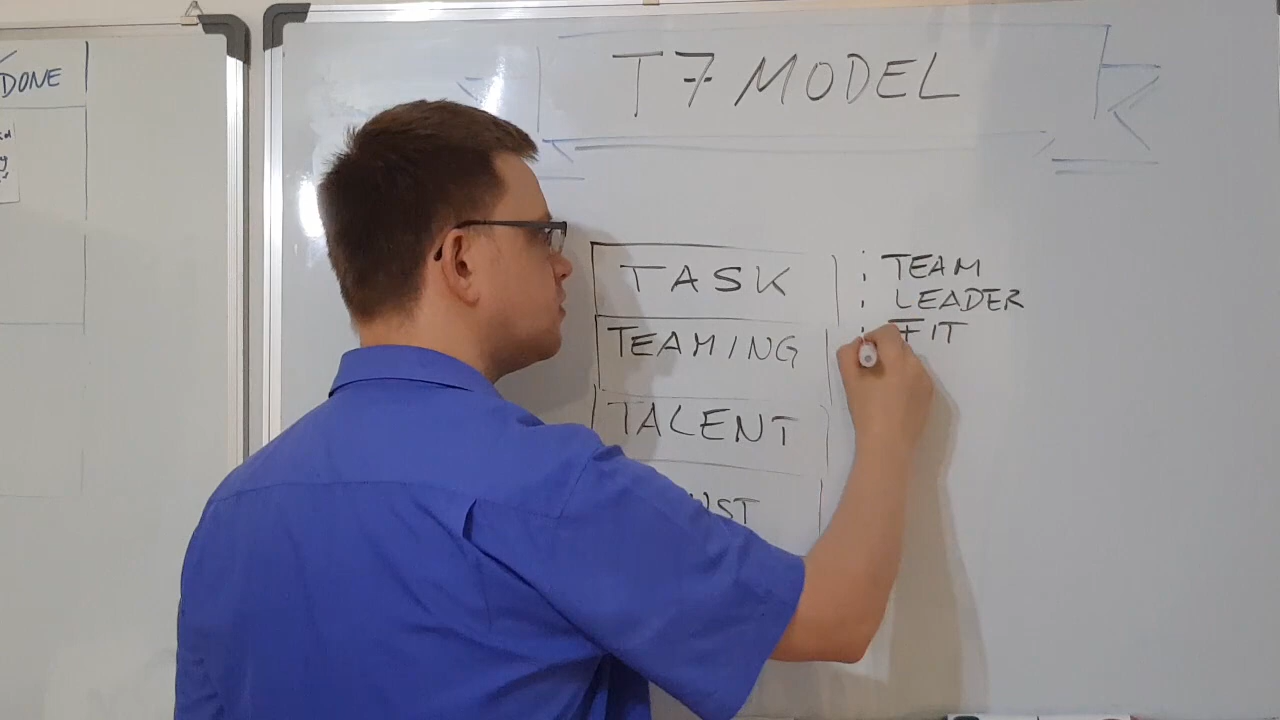 DONE
T7 MODEL
TASK
TEAMING
TALENT
TEAM
LEADER
FIT